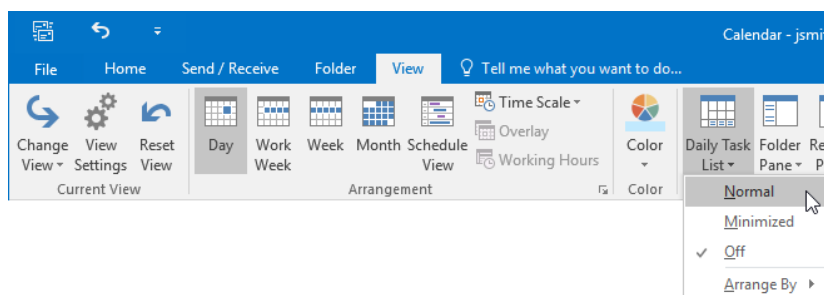 Calendar - jsmi
File Home Send / Receive Folder View Tell me what you want to do...
Change View View Settings Reset View Day Work Week Week Month Schedule View Time Scale Overlay Working Hours Color Daily Task List Folder Pane
Current View Arrangement Color
Normal
Minimized
Off
Arrange By